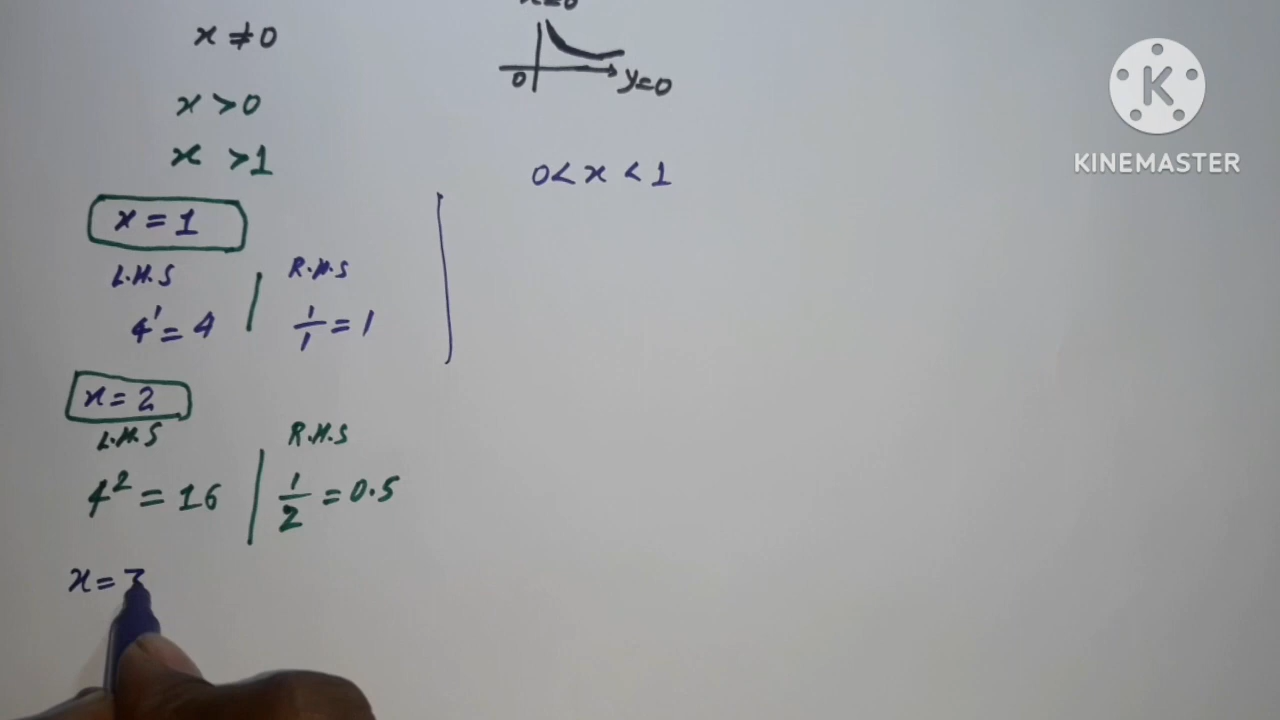 x ≠ 0
x > 0
x > 1
x = 1
L.H.S | R.H.S
4¹ = 4 | 1/1 = 1
x = 2
L.H.S | R.H.S
4² = 16 | 1/2 = 0.5
x = 3
x=0
0
y=0
0 < x < 1
KINEMASTER